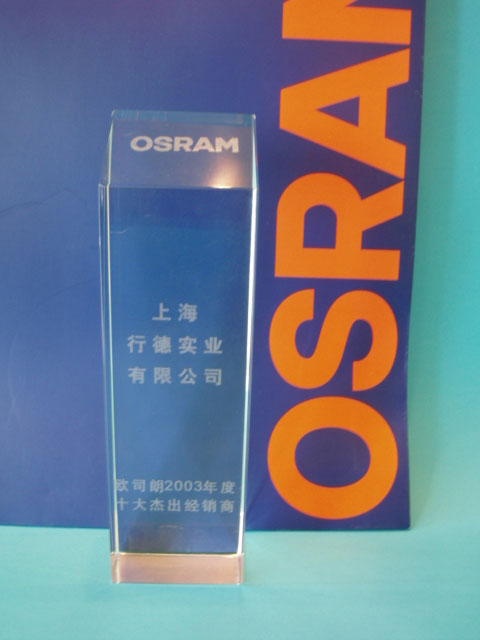 OSRAM
上海
行德实业
有限公司
欧司朗2003年度
十大杰出经销商
OSRAM